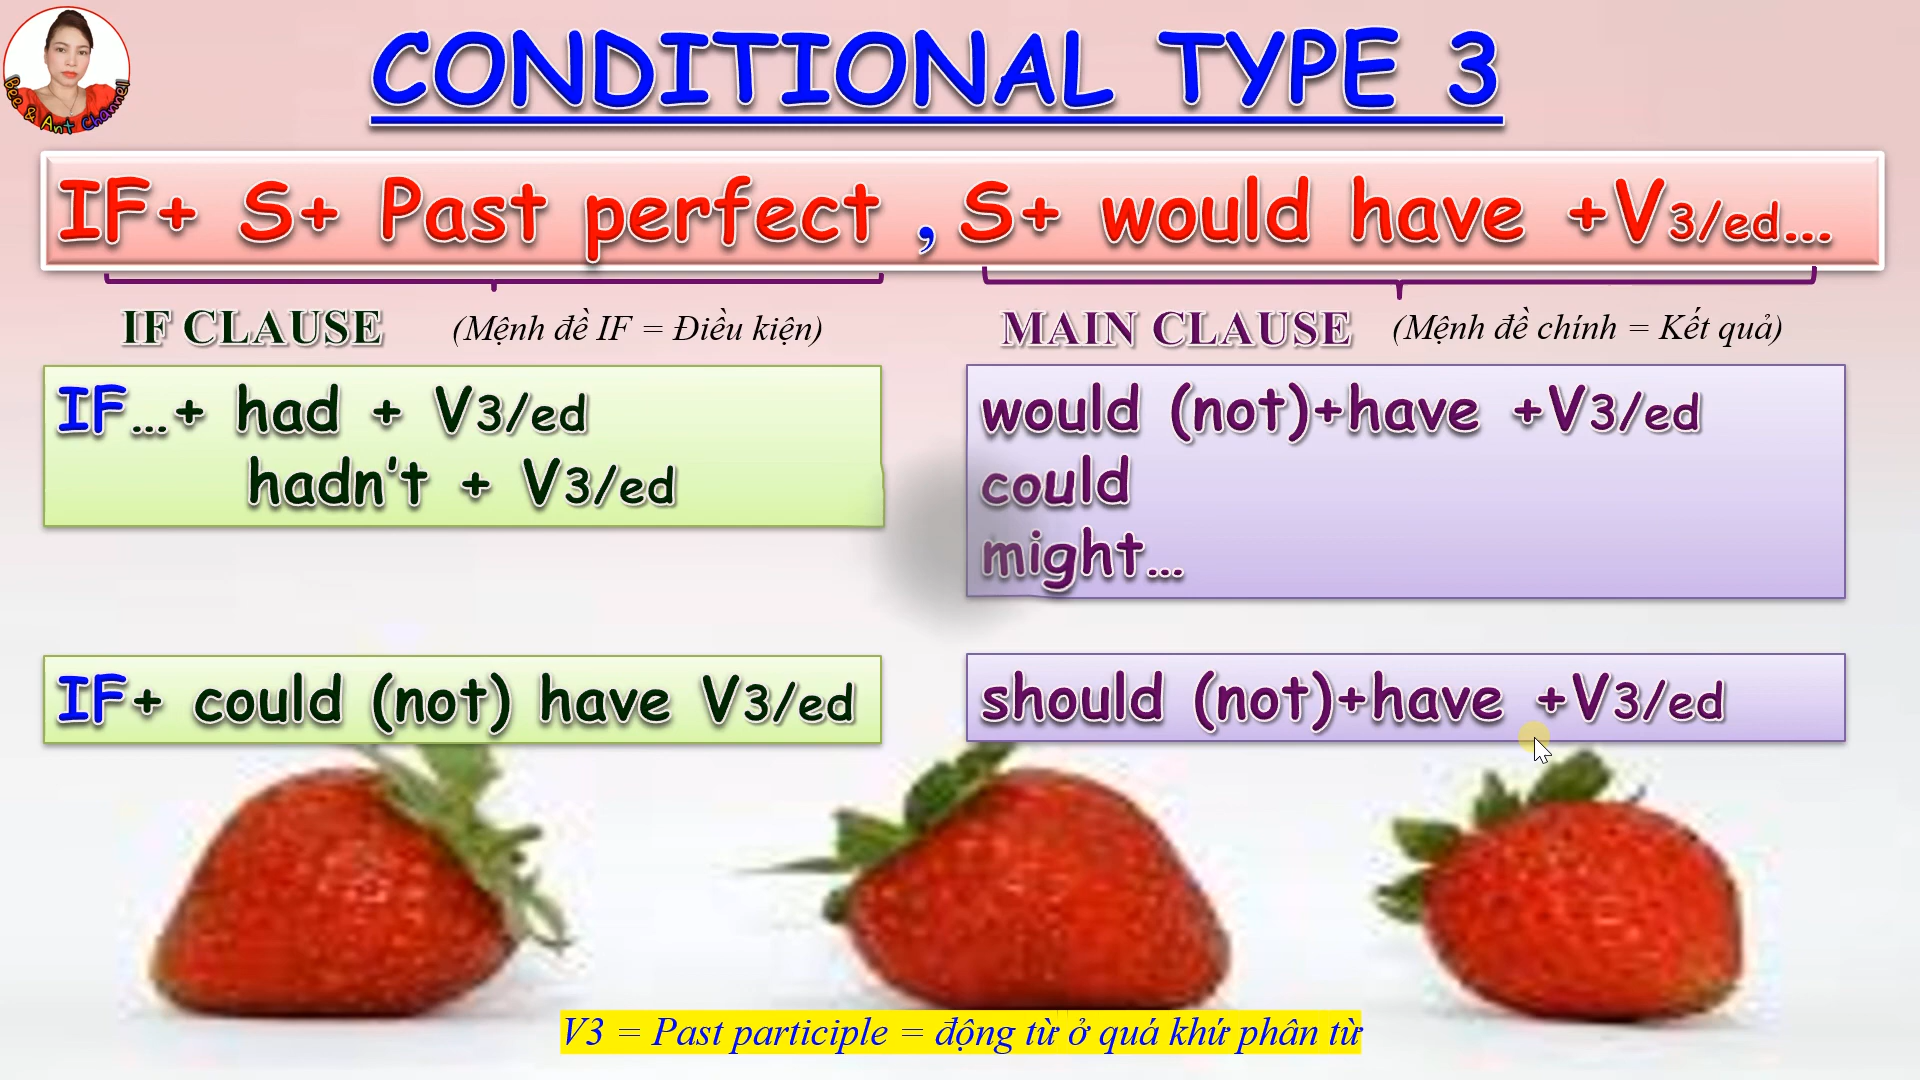 Bee & Ant Channel
CONDITIONAL TYPE 3
IF+ S+ Past perfect , S+ would have +V3/ed...
IF CLAUSE (Mệnh đề IF = Điều kiện)
MAIN CLAUSE (Mệnh đề chính = Kết quả)
IF...+ had + V3/ed
hadn't + V3/ed
would (not)+have +V3/ed
could
might...
IF+ could (not) have V3/ed
should (not)+have +V3/ed
V3 = Past participle = động từ ở quá khứ phân từ